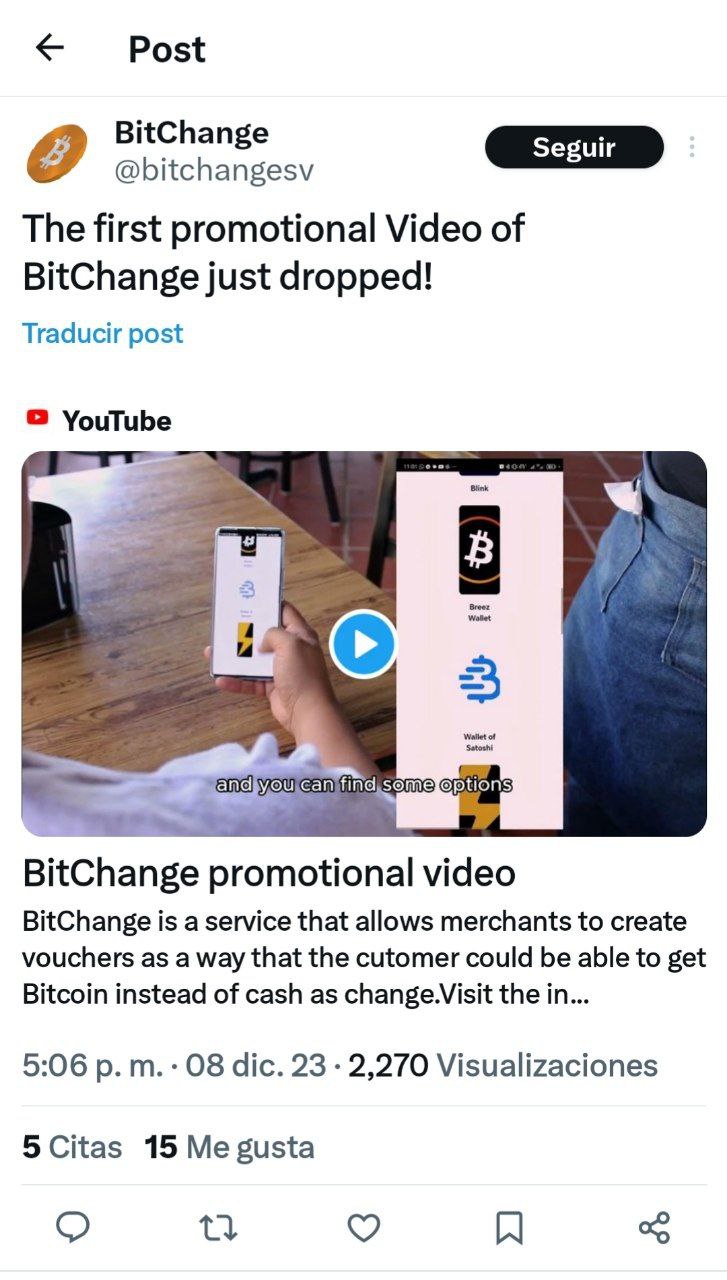 Post
BitChange
@bitchangesv
Seguir
The first promotional Video of
BitChange just dropped!
Traducir post
YouTube
11:01
Blink
Breez
Wallet
Wallet of
Satoshi
and you can find some options
BitChange promotional video
BitChange is a service that allows merchants to create
vouchers as a way that the cutomer could be able to get
Bitcoin instead of cash as change.Visit the in...
5:06 p. m. · 08 dic. 23 · 2,270 Visualizaciones
5 Citas 15 Me gusta